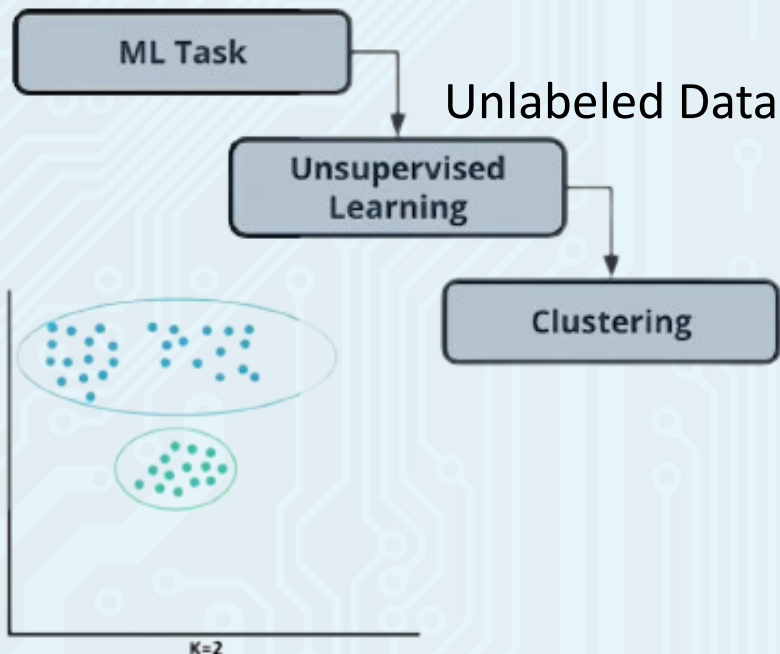 ML Task
Unlabeled Data
Unsupervised
Learning
Clustering
K=2